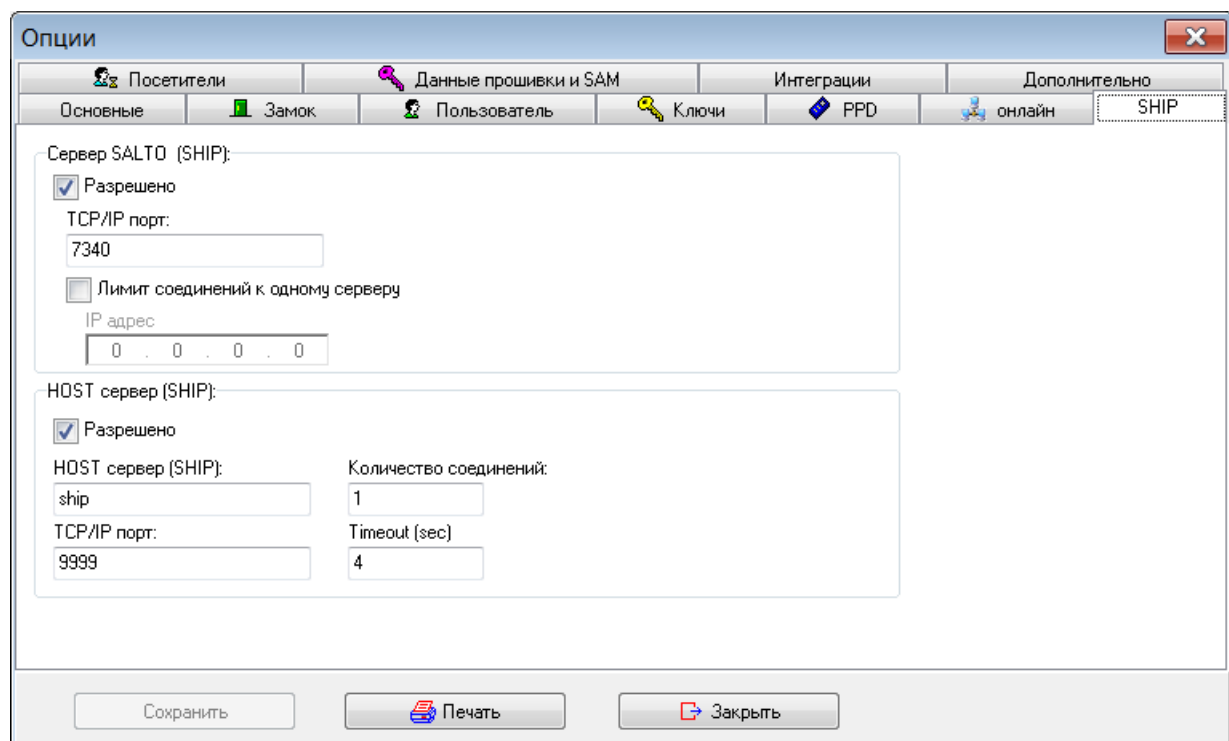 Опции
Посетители Данные прошивки и SAM Интеграции Дополнительно
Основные Замок Пользователь Ключи PPD онлайн SHIP
Сервер SALTO (SHIP):
Разрешено
TCP/IP порт:
7340
Лимит соединений к одному серверу
IP адрес
0 . 0 . 0 . 0
HOST сервер (SHIP):
Разрешено
HOST сервер (SHIP): Количество соединений:
ship 1
TCP/IP порт: Timeout (sec)
9999 4
Сохранить Печать Закрыть